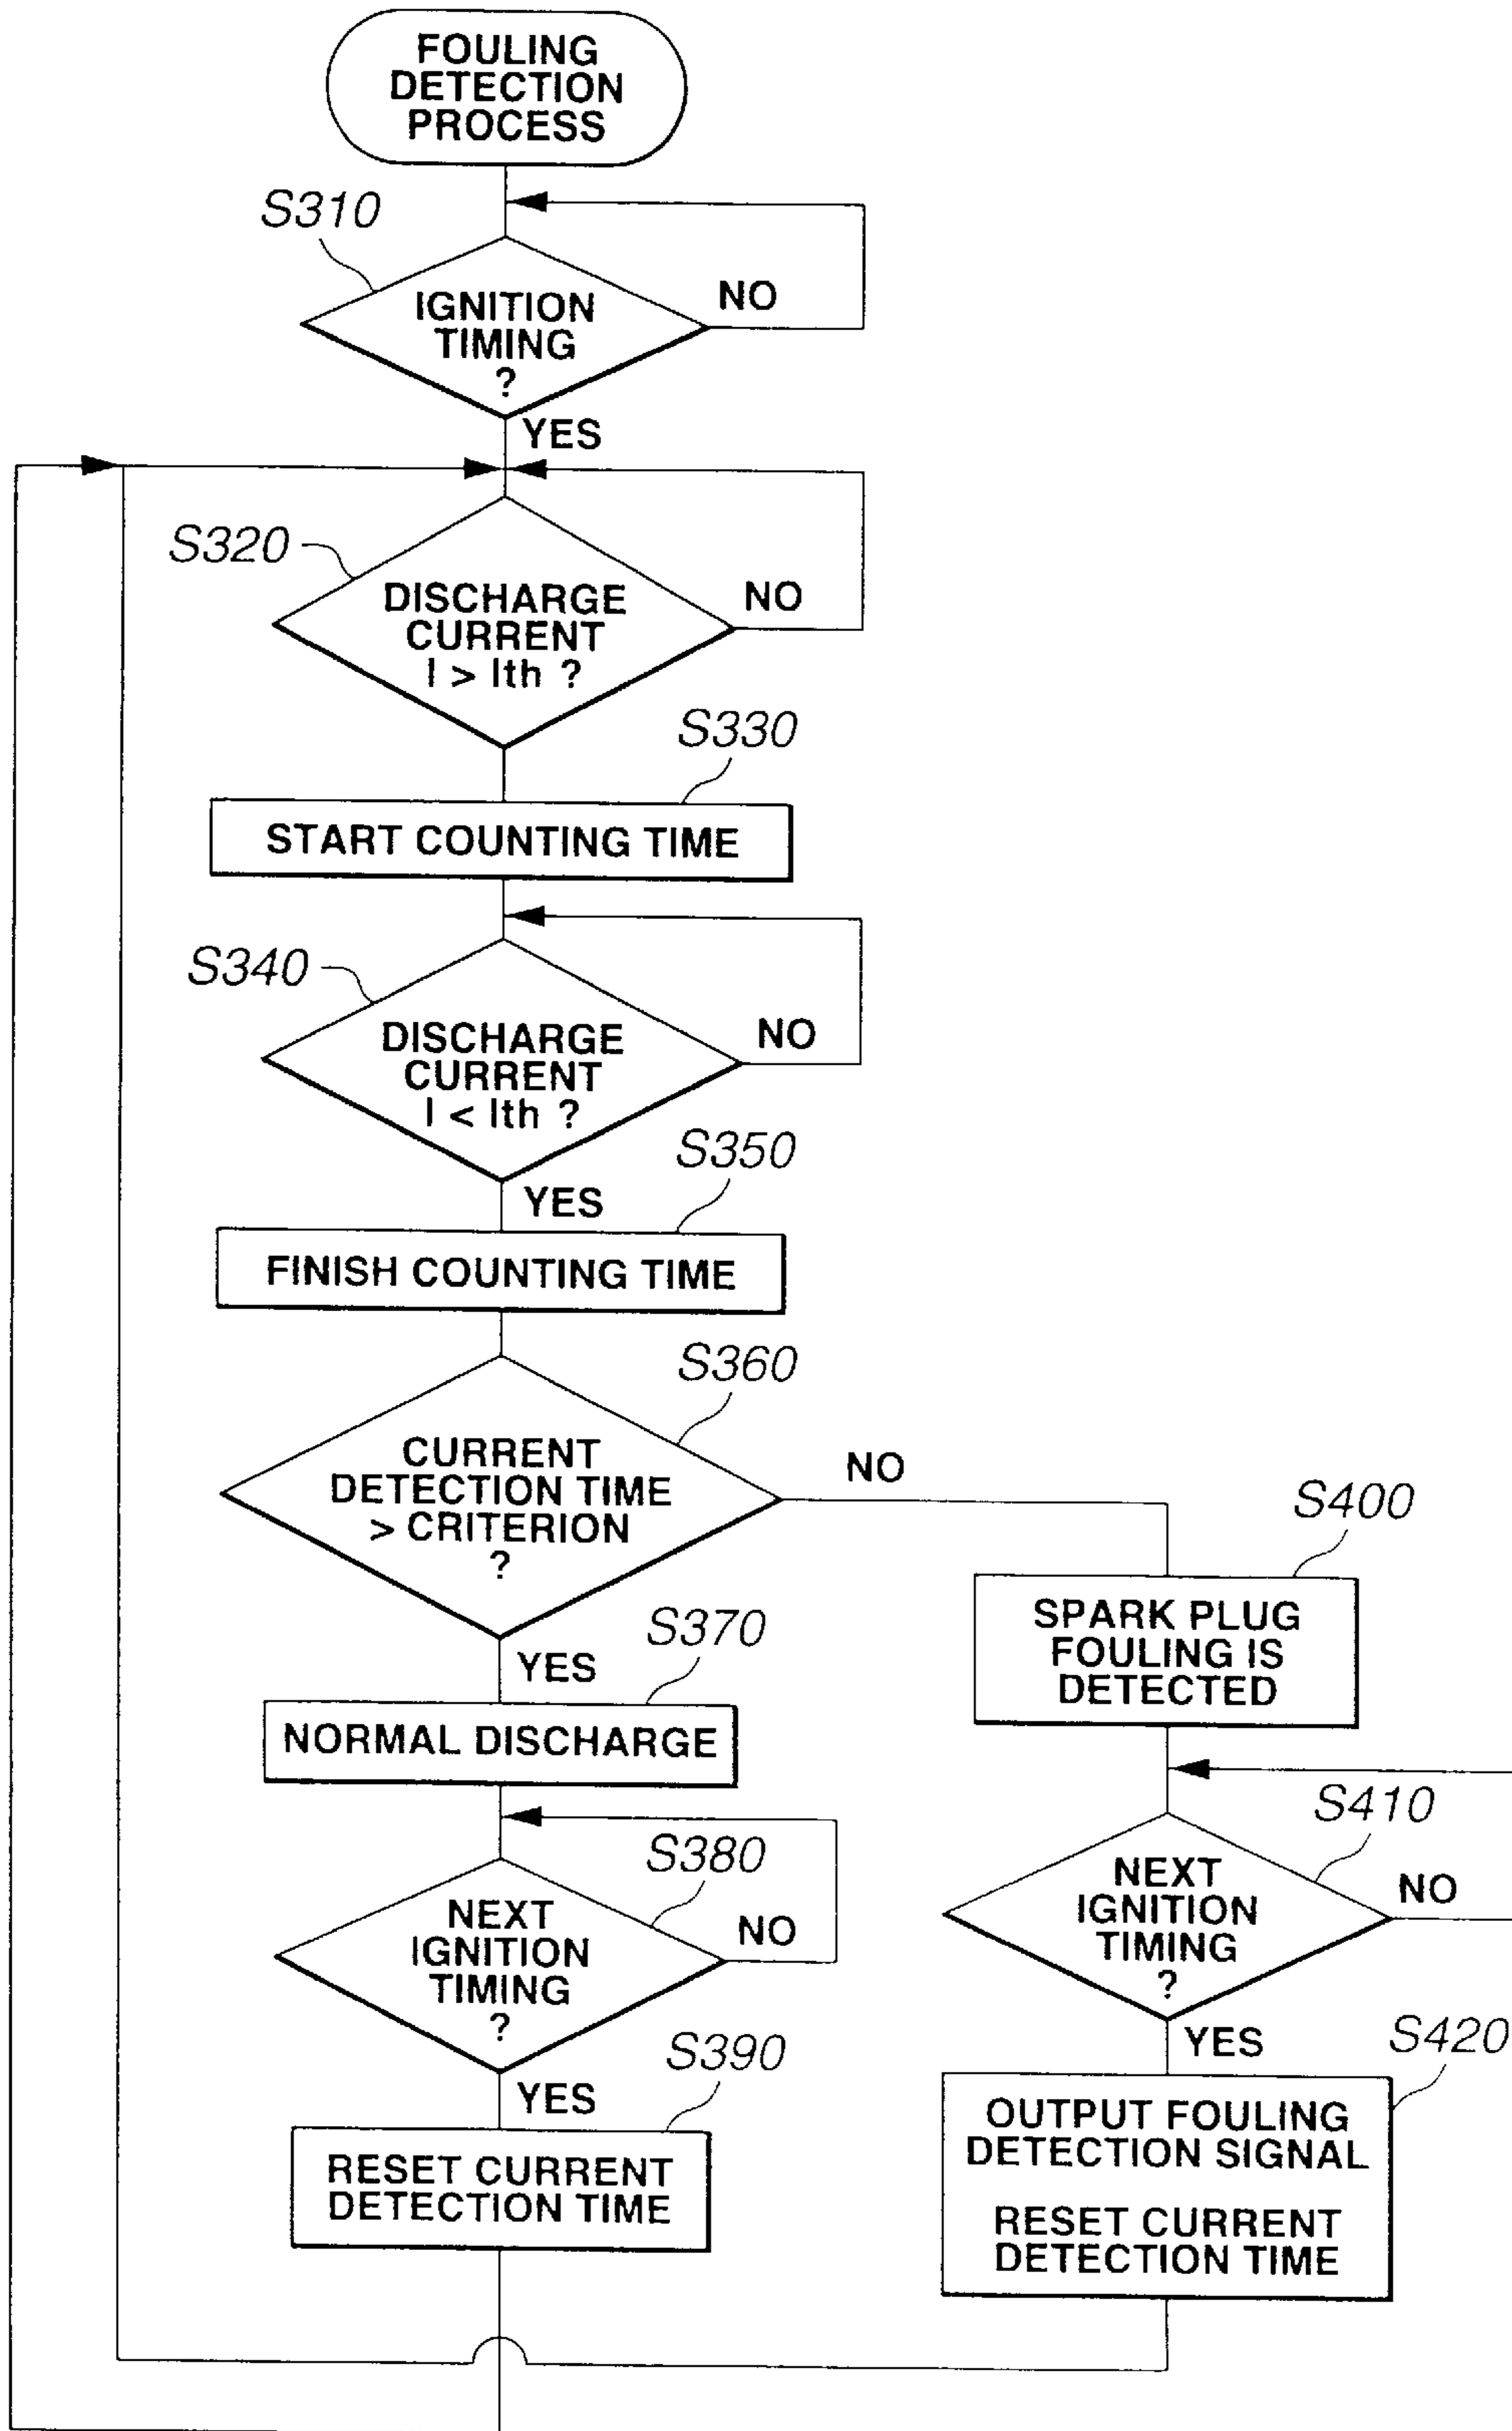 FOULING
DETECTION
PROCESS
S310
IGNITION
TIMING
?
NO
YES
S320
DISCHARGE
CURRENT
I > Ith ?
NO
S330
START COUNTING TIME
S340
DISCHARGE
CURRENT
I < Ith ?
NO
YES
S350
FINISH COUNTING TIME
S360
CURRENT
DETECTION TIME
> CRITERION
?
NO
YES
S370
NORMAL DISCHARGE
S380
NEXT
IGNITION
TIMING
?
NO
YES
S390
RESET CURRENT
DETECTION TIME
S400
SPARK PLUG
FOULING IS
DETECTED
S410
NEXT
IGNITION
TIMING
?
NO
YES
S420
OUTPUT FOULING
DETECTION SIGNAL
RESET CURRENT
DETECTION TIME